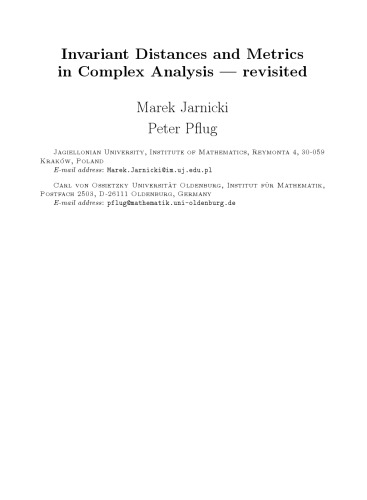 Invariant Distances and Metrics
in Complex Analysis — revisited
Marek Jarnicki
Peter Pflug
Jagiellonian University, Institute of Mathematics, Reymonta 4, 30-059
Kraków, Poland
E-mail address: Marek.Jarnicki@im.uj.edu.pl
Carl von Ossietzky Universität Oldenburg, Institut für Mathematik,
Postfach 2503, D-26111 Oldenburg, Germany
E-mail address: pflug@mathematik.uni-oldenburg.de